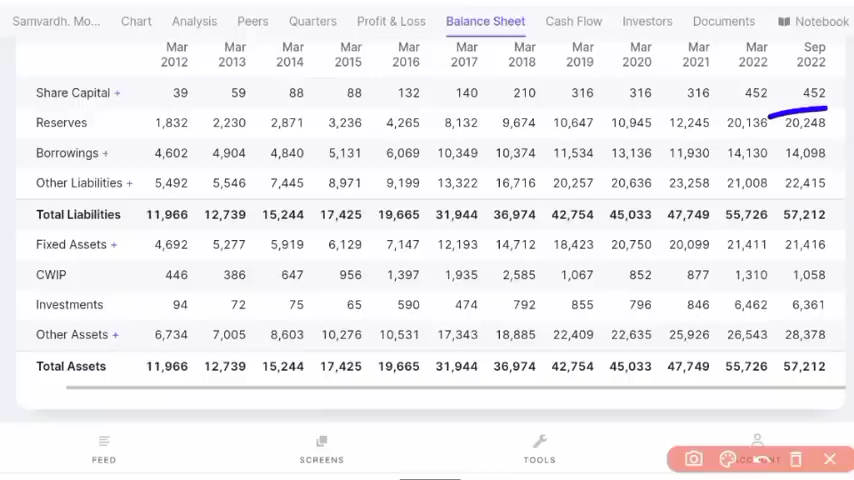 Samvardh. Mo... Chart Analysis Peers Quarters Profit & Loss Balance Sheet Cash Flow Investors Documents Notebook
Mar 2012 Mar 2013 Mar 2014 Mar 2015 Mar 2016 Mar 2017 Mar 2018 Mar 2019 Mar 2020 Mar 2021 Mar 2022 Sep 2022
Share Capital + 39 59 88 88 132 140 210 316 316 316 452 452
Reserves 1,832 2,230 2,871 3,236 4,265 8,132 9,674 10,647 10,945 12,245 20,136 20,248
Borrowings + 4,602 4,904 4,840 5,131 6,069 10,349 10,374 11,534 13,136 11,930 14,130 14,098
Other Liabilities + 5,492 5,546 7,445 8,971 9,199 13,322 16,716 20,257 20,636 23,258 21,008 22,415
Total Liabilities 11,966 12,739 15,244 17,425 19,665 31,944 36,974 42,754 45,033 47,749 55,726 57,212
Fixed Assets + 4,692 5,277 5,919 6,129 7,147 12,193 14,712 18,423 20,750 20,099 21,411 21,416
CWIP 446 386 647 956 1,397 1,935 2,585 1,067 852 877 1,310 1,058
Investments 94 72 75 65 590 474 792 855 796 846 6,462 6,361
Other Assets + 6,734 7,005 8,603 10,276 10,531 17,343 18,885 22,409 22,635 25,926 26,543 28,378
Total Assets 11,966 12,739 15,244 17,425 19,665 31,944 36,974 42,754 45,033 47,749 55,726 57,212
FEED SCREENS TOOLS